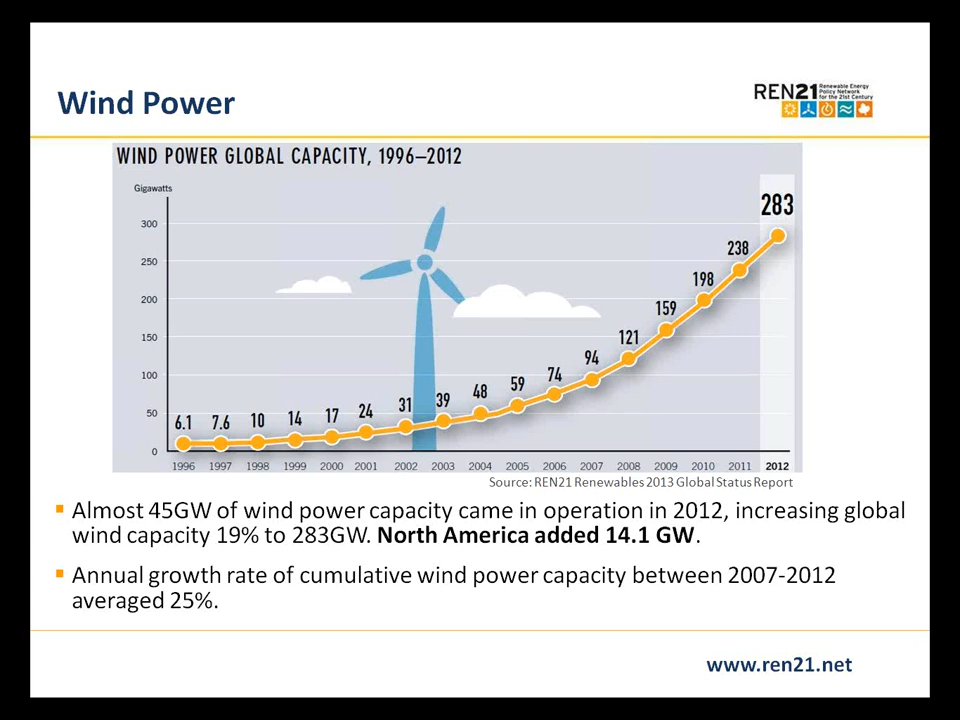 Wind Power
REN21 Renewable Energy
Policy Network
for the 21st Century
WIND POWER GLOBAL CAPACITY, 1996–2012
Gigawatts
300
250
200
150
100
50
0
6.1 7.6 10 14 17 24 31 39 48 59 74 94 121 159 198 238 283
1996 1997 1998 1999 2000 2001 2002 2003 2004 2005 2006 2007 2008 2009 2010 2011 2012
Source: REN21 Renewables 2013 Global Status Report
Almost 45GW of wind power capacity came in operation in 2012, increasing global
wind capacity 19% to 283GW. North America added 14.1 GW.
Annual growth rate of cumulative wind power capacity between 2007-2012
averaged 25%.
www.ren21.net